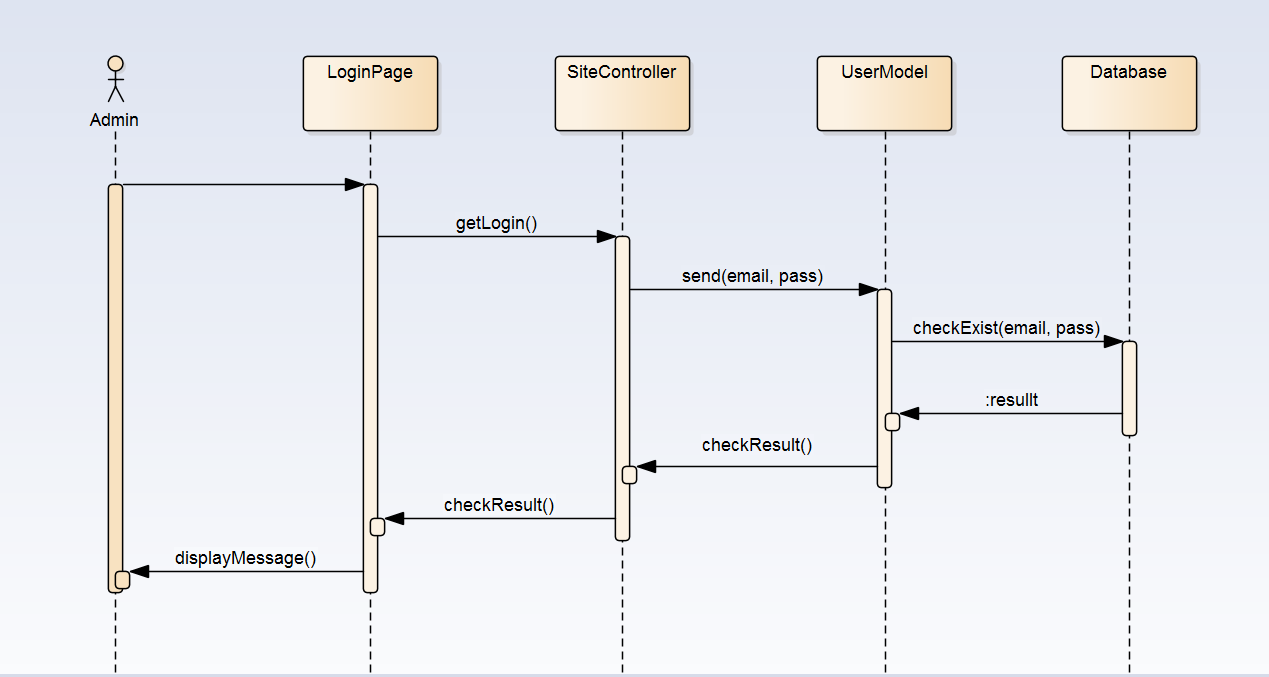 Admin
LoginPage
SiteController
UserModel
Database
getLogin()
send(email, pass)
checkExist(email, pass)
:resullt
checkResult()
checkResult()
displayMessage()